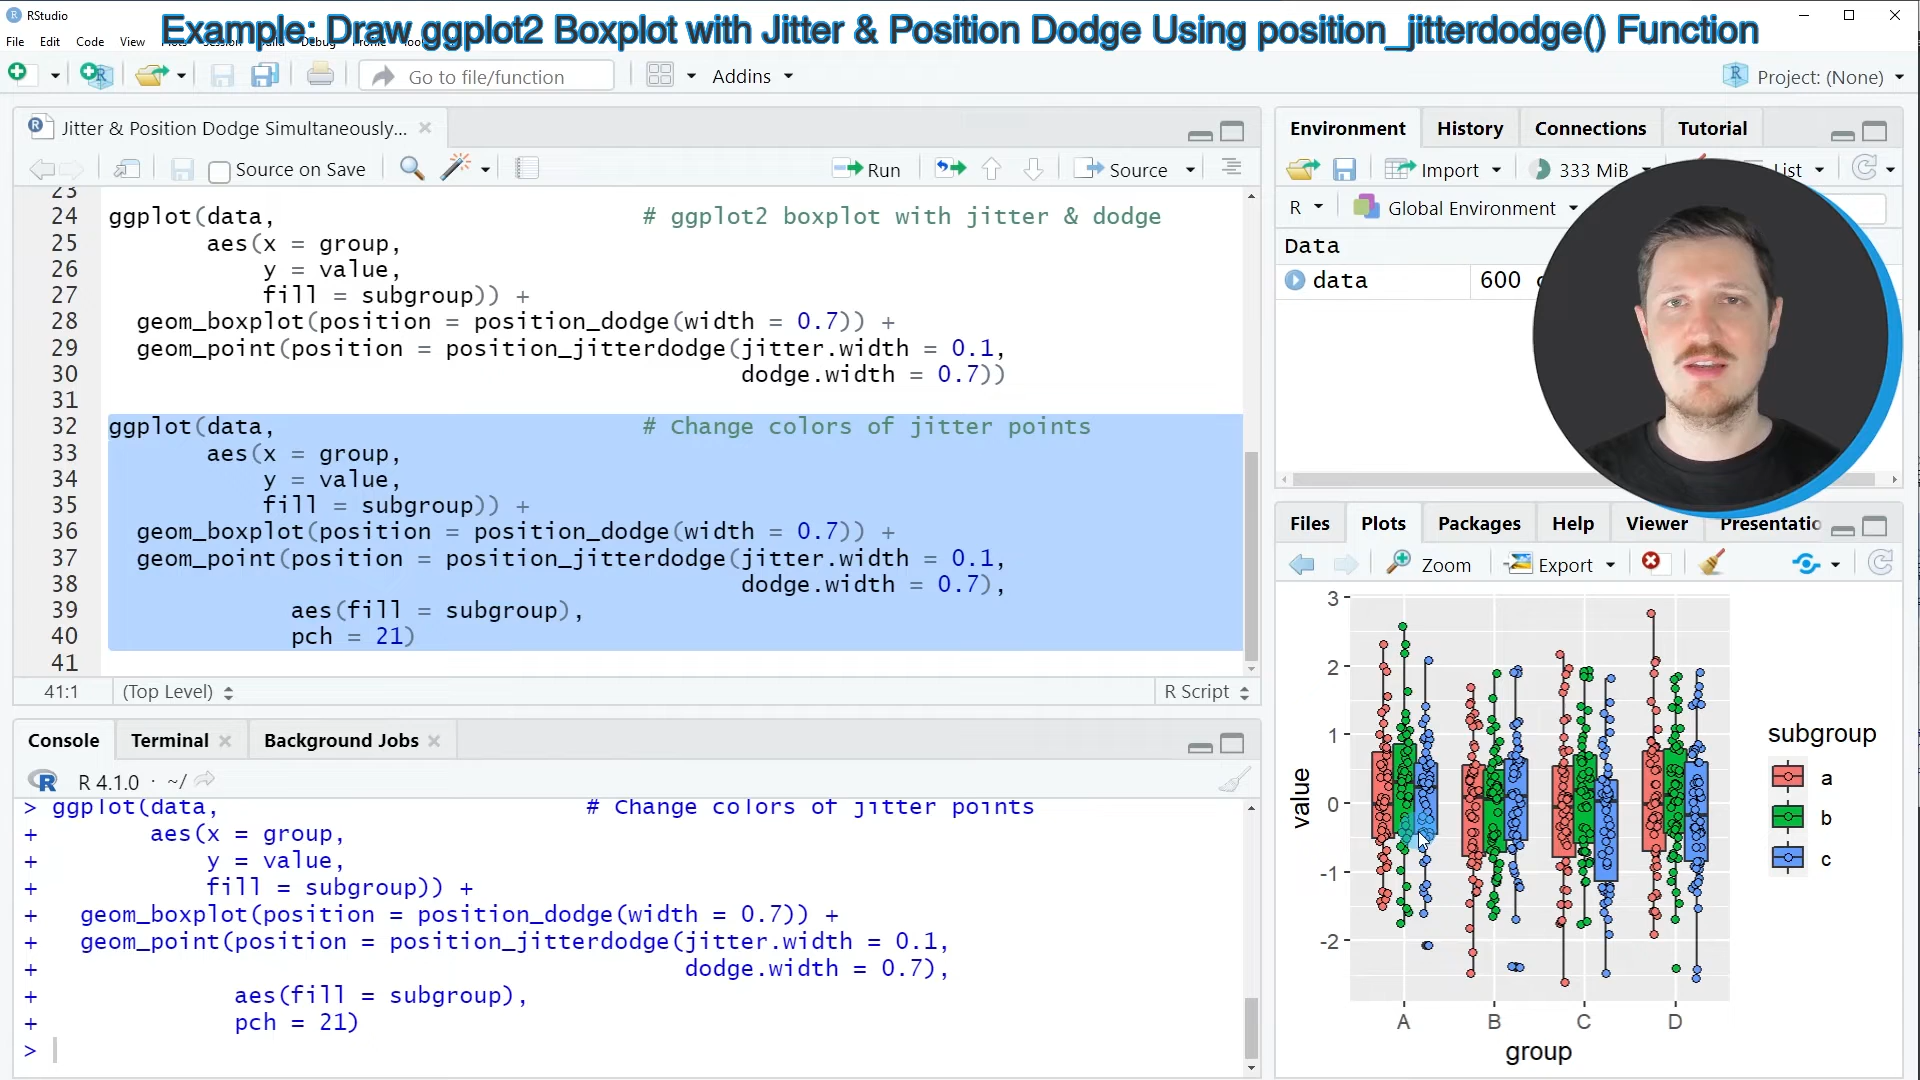 RStudio
Example: Draw ggplot2 Boxplot with Jitter & Position Dodge Using position_jitterdodge() Function
File Edit Code View
Go to file/function
Addins
Project: (None)
Jitter & Position Dodge Simultaneously...
Source on Save
Run
Source
23
24 ggplot(data, # ggplot2 boxplot with jitter & dodge
25 aes(x = group,
26 y = value,
27 fill = subgroup)) +
28 geom_boxplot(position = position_dodge(width = 0.7)) +
29 geom_point(position = position_jitterdodge(jitter.width = 0.1,
30 dodge.width = 0.7))
31
32 ggplot(data, # Change colors of jitter points
33 aes(x = group,
34 y = value,
35 fill = subgroup)) +
36 geom_boxplot(position = position_dodge(width = 0.7)) +
37 geom_point(position = position_jitterdodge(jitter.width = 0.1,
38 dodge.width = 0.7),
39 aes(fill = subgroup),
40 pch = 21)
41
41:1 (Top Level) R Script
Console Terminal Background Jobs
R 4.1.0 · ~/
> ggplot(data, # Change colors of jitter points
+ aes(x = group,
+ y = value,
+ fill = subgroup)) +
+ geom_boxplot(position = position_dodge(width = 0.7)) +
+ geom_point(position = position_jitterdodge(jitter.width = 0.1,
+ dodge.width = 0.7),
+ aes(fill = subgroup),
+ pch = 21)
>
Environment History Connections Tutorial
Import 333 MiB List
R Global Environment
Data
data 600
Files Plots Packages Help Viewer Presentatio
Zoom Export
3
2
1
0
-1
-2
value
A B C D
group
subgroup
a
b
c